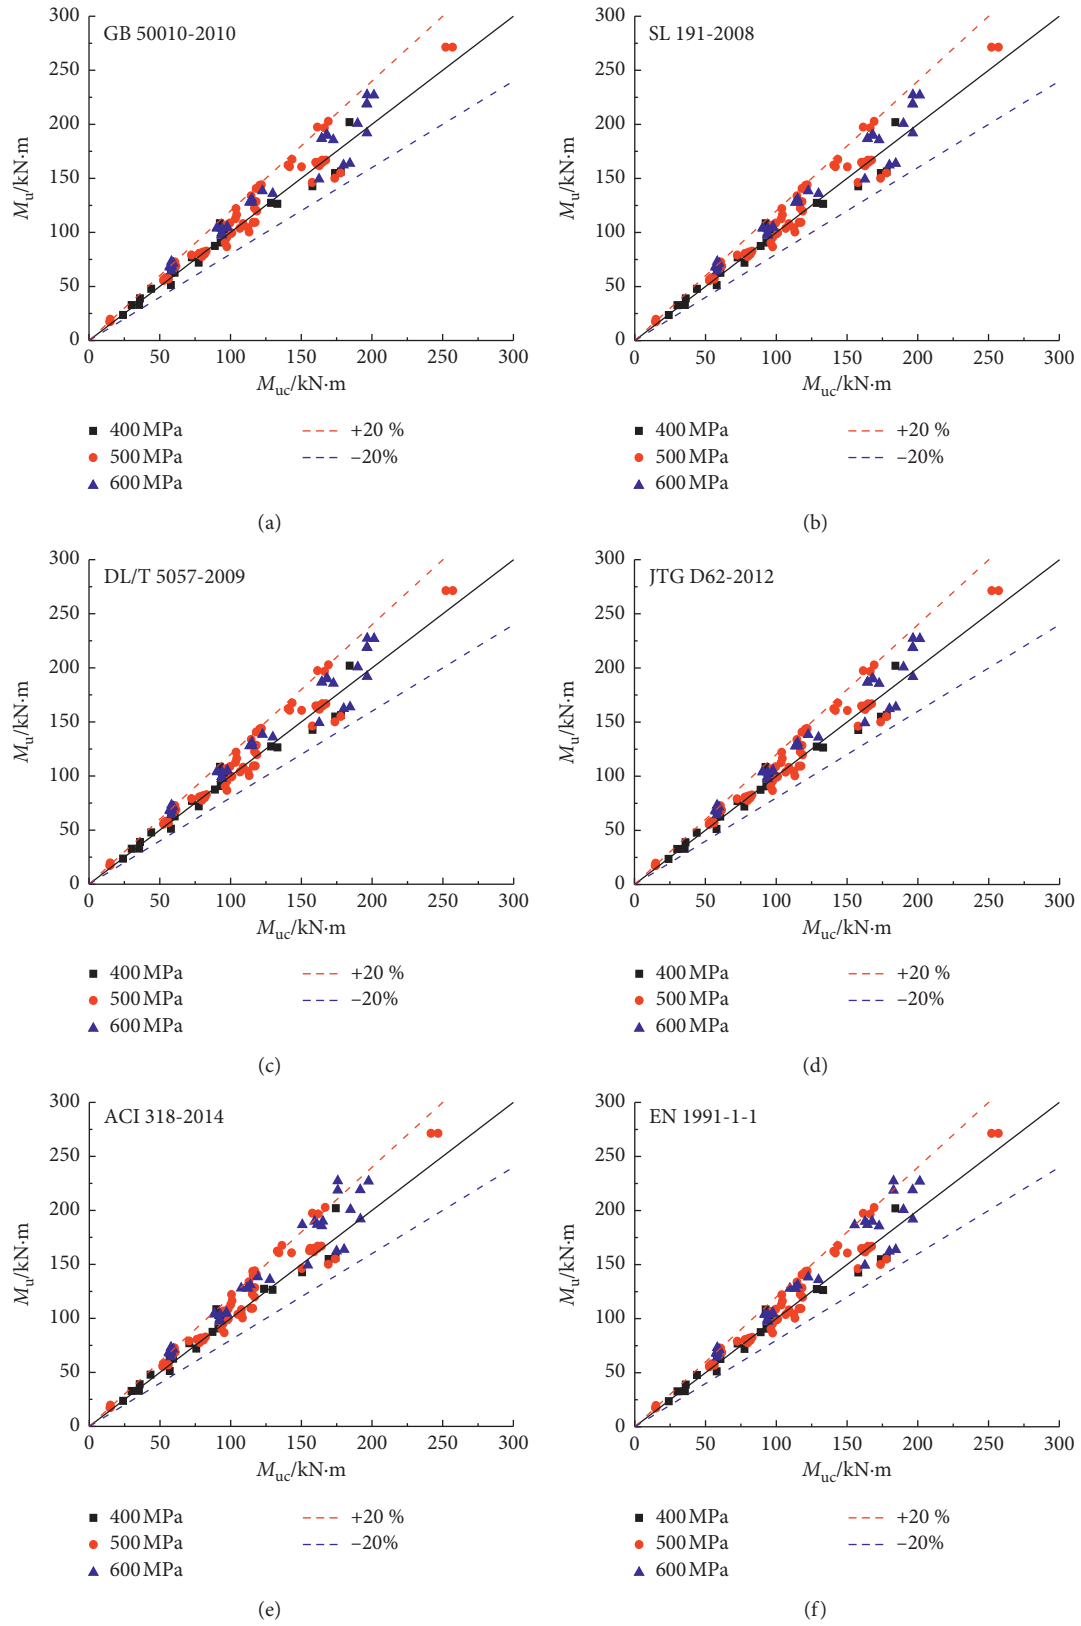 GB 50010-2010
300
250
200
150
100
50
0
Mu/kN·m
0 50 100 150 200 250 300
Muc/kN·m
400 MPa
500 MPa
600 MPa
+20 %
−20%
(a)
SL 191-2008
300
250
200
150
100
50
0
Mu/kN·m
0 50 100 150 200 250 300
Muc/kN·m
400 MPa
500 MPa
600 MPa
+20 %
−20%
(b)
DL/T 5057-2009
300
250
200
150
100
50
0
Mu/kN·m
0 50 100 150 200 250 300
Muc/kN·m
400 MPa
500 MPa
600 MPa
+20 %
−20%
(c)
JTG D62-2012
300
250
200
150
100
50
0
Mu/kN·m
0 50 100 150 200 250 300
Muc/kN·m
400 MPa
500 MPa
600 MPa
+20 %
−20%
(d)
ACI 318-2014
300
250
200
150
100
50
0
Mu/kN·m
0 50 100 150 200 250 300
Muc/kN·m
400 MPa
500 MPa
600 MPa
+20 %
−20%
(e)
EN 1991-1-1
300
250
200
150
100
50
0
Mu/kN·m
0 50 100 150 200 250 300
Muc/kN·m
400 MPa
500 MPa
600 MPa
+20 %
−20%
(f)